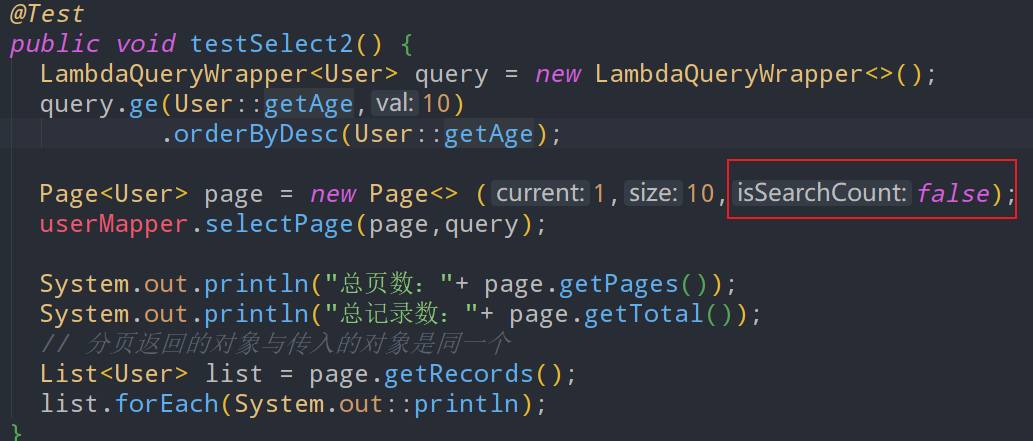 @Test
public void testSelect2() {
LambdaQueryWrapper<User> query = new LambdaQueryWrapper<>();
query.ge(User::getAge, val: 10)
.orderByDesc(User::getAge);
Page<User> page = new Page<> ( current: 1, size: 10, isSearchCount: false);
userMapper.selectPage(page,query);
System.out.println("总页数："+ page.getPages());
System.out.println("总记录数："+ page.getTotal());
// 分页返回的对象与传入的对象是同一个
List<User> list = page.getRecords();
list.forEach(System.out::println);
}